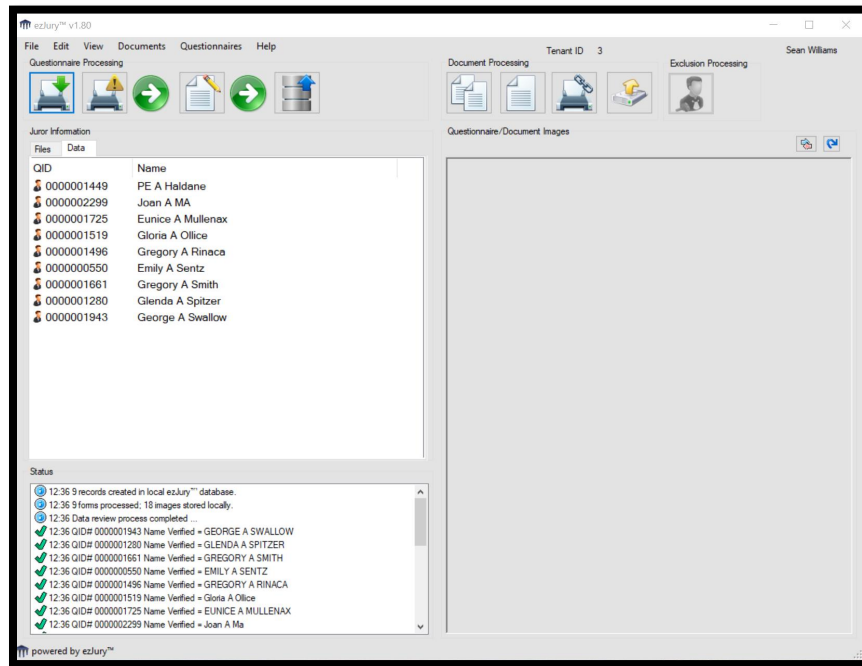 ezJury™ v1.80
File Edit View Documents Questionnaires Help
Tenant ID 3
Sean Williams
Questionnaire Processing
Document Processing
Exclusion Processing
Juror Information
Files Data
QID Name
0000001449 PE A Haldane
0000002299 Joan A MA
0000001725 Eunice A Mullenax
0000001519 Gloria A Ollice
0000001496 Gregory A Rinaca
0000000550 Emily A Sentz
0000001661 Gregory A Smith
0000001280 Glenda A Spitzer
0000001943 George A Swallow
Questionnaire/Document Images
Status
12:36 9 records created in local ezJury™ database.
12:36 9 forms processed; 18 images stored locally.
12:36 Data review process completed ...
12:36 QID# 0000001943 Name Verified = GEORGE A SWALLOW
12:36 QID# 0000001280 Name Verified = GLENDA A SPITZER
12:36 QID# 0000001661 Name Verified = GREGORY A SMITH
12:36 QID# 0000000550 Name Verified = EMILY A SENTZ
12:36 QID# 0000001496 Name Verified = GREGORY A RINACA
12:36 QID# 0000001519 Name Verified = Gloria A Ollice
12:36 QID# 0000001725 Name Verified = EUNICE A MULLENAX
12:36 QID# 0000002299 Name Verified = Joan A Ma
powered by ezJury™